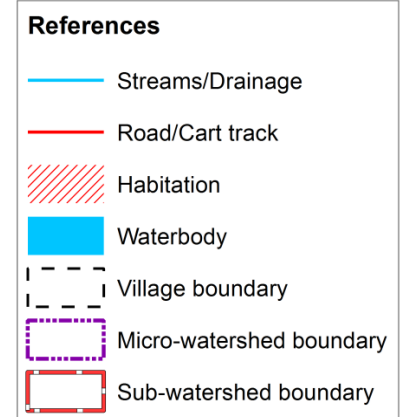 References
Streams/Drainage
Road/Cart track
Habitation
Waterbody
Village boundary
Micro-watershed boundary
Sub-watershed boundary